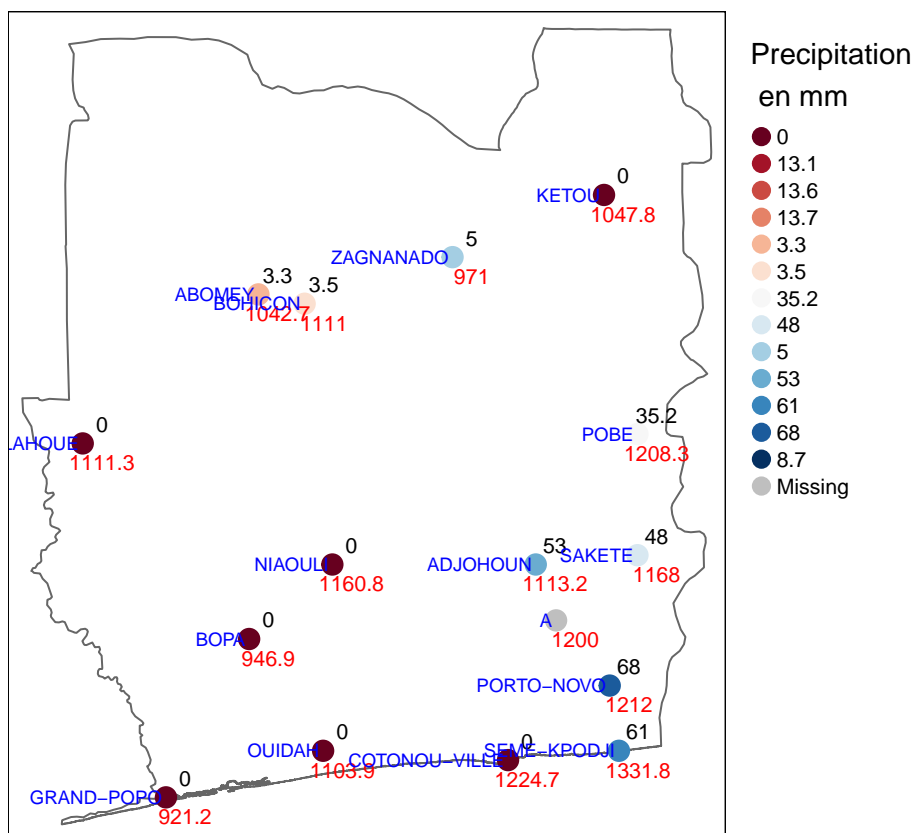 Precipitation
en mm
0
13.1
13.6
13.7
3.3
3.5
35.2
48
5
53
61
68
8.7
Missing
0
KETOU
1047.8
5
ZAGNANADO
971
3.3
ABOMEY
1042.7
3.5
BOHICON
1111
0
LAHOUE
1111.3
35.2
POBE
1208.3
0
NIAOULI
1160.8
53
ADJOHOUN
1113.2
48
SAKETE
1168
A
1200
0
BOPA
946.9
68
PORTO−NOVO
1212
0
OUIDAH
1103.9
0
COTONOU−VILLE
1224.7
61
SEME−KPODJI
1331.8
0
GRAND−POPO
921.2